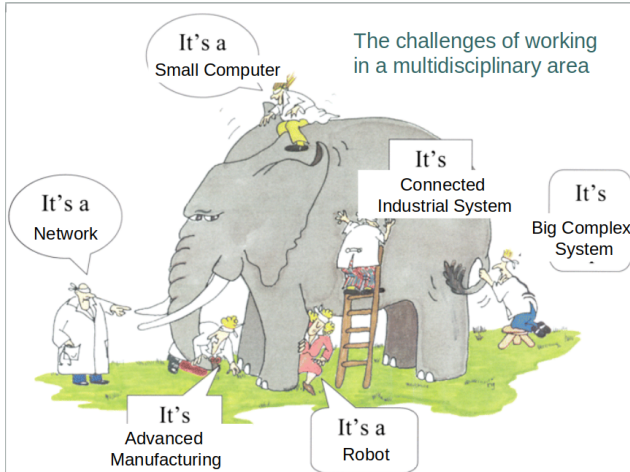 The challenges of working
in a multidisciplinary area
It's a
Small Computer
It's
Connected
Industrial System
It's
Big Complex
System
It's a
Network
It's
Advanced
Manufacturing
It's a
Robot